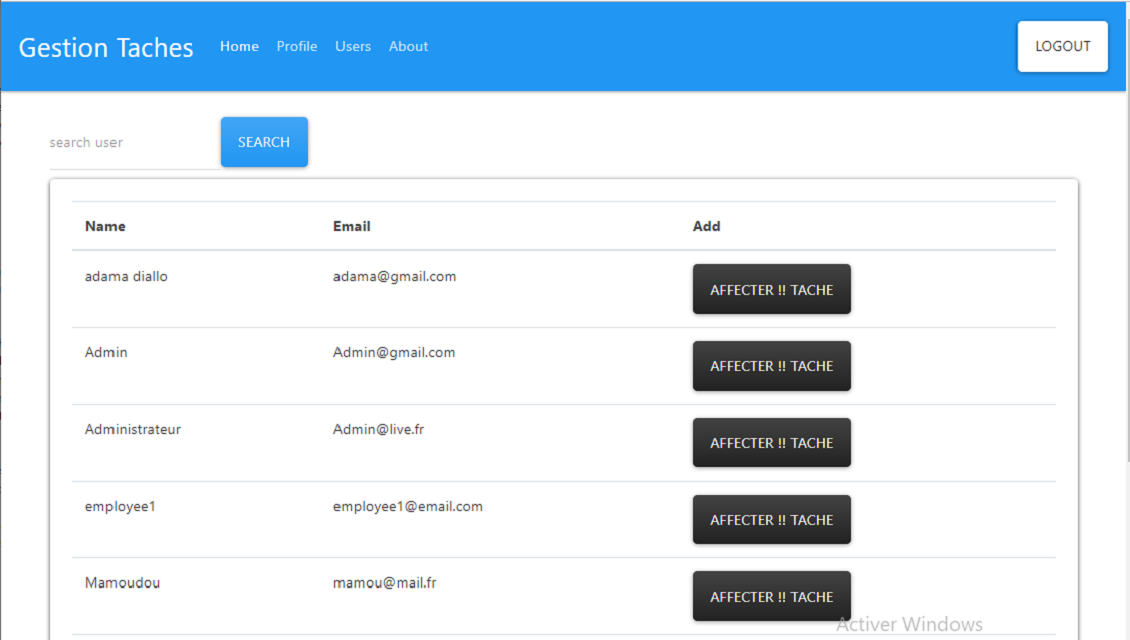 Gestion Taches Home Profile Users About LOGOUT
search user SEARCH
Name Email Add
adama diallo adama@gmail.com AFFECTER !! TACHE
Admin Admin@gmail.com AFFECTER !! TACHE
Administrateur Admin@live.fr AFFECTER !! TACHE
employee1 employee1@email.com AFFECTER !! TACHE
Mamoudou mamou@mail.fr AFFECTER !! TACHE
Activer Windows